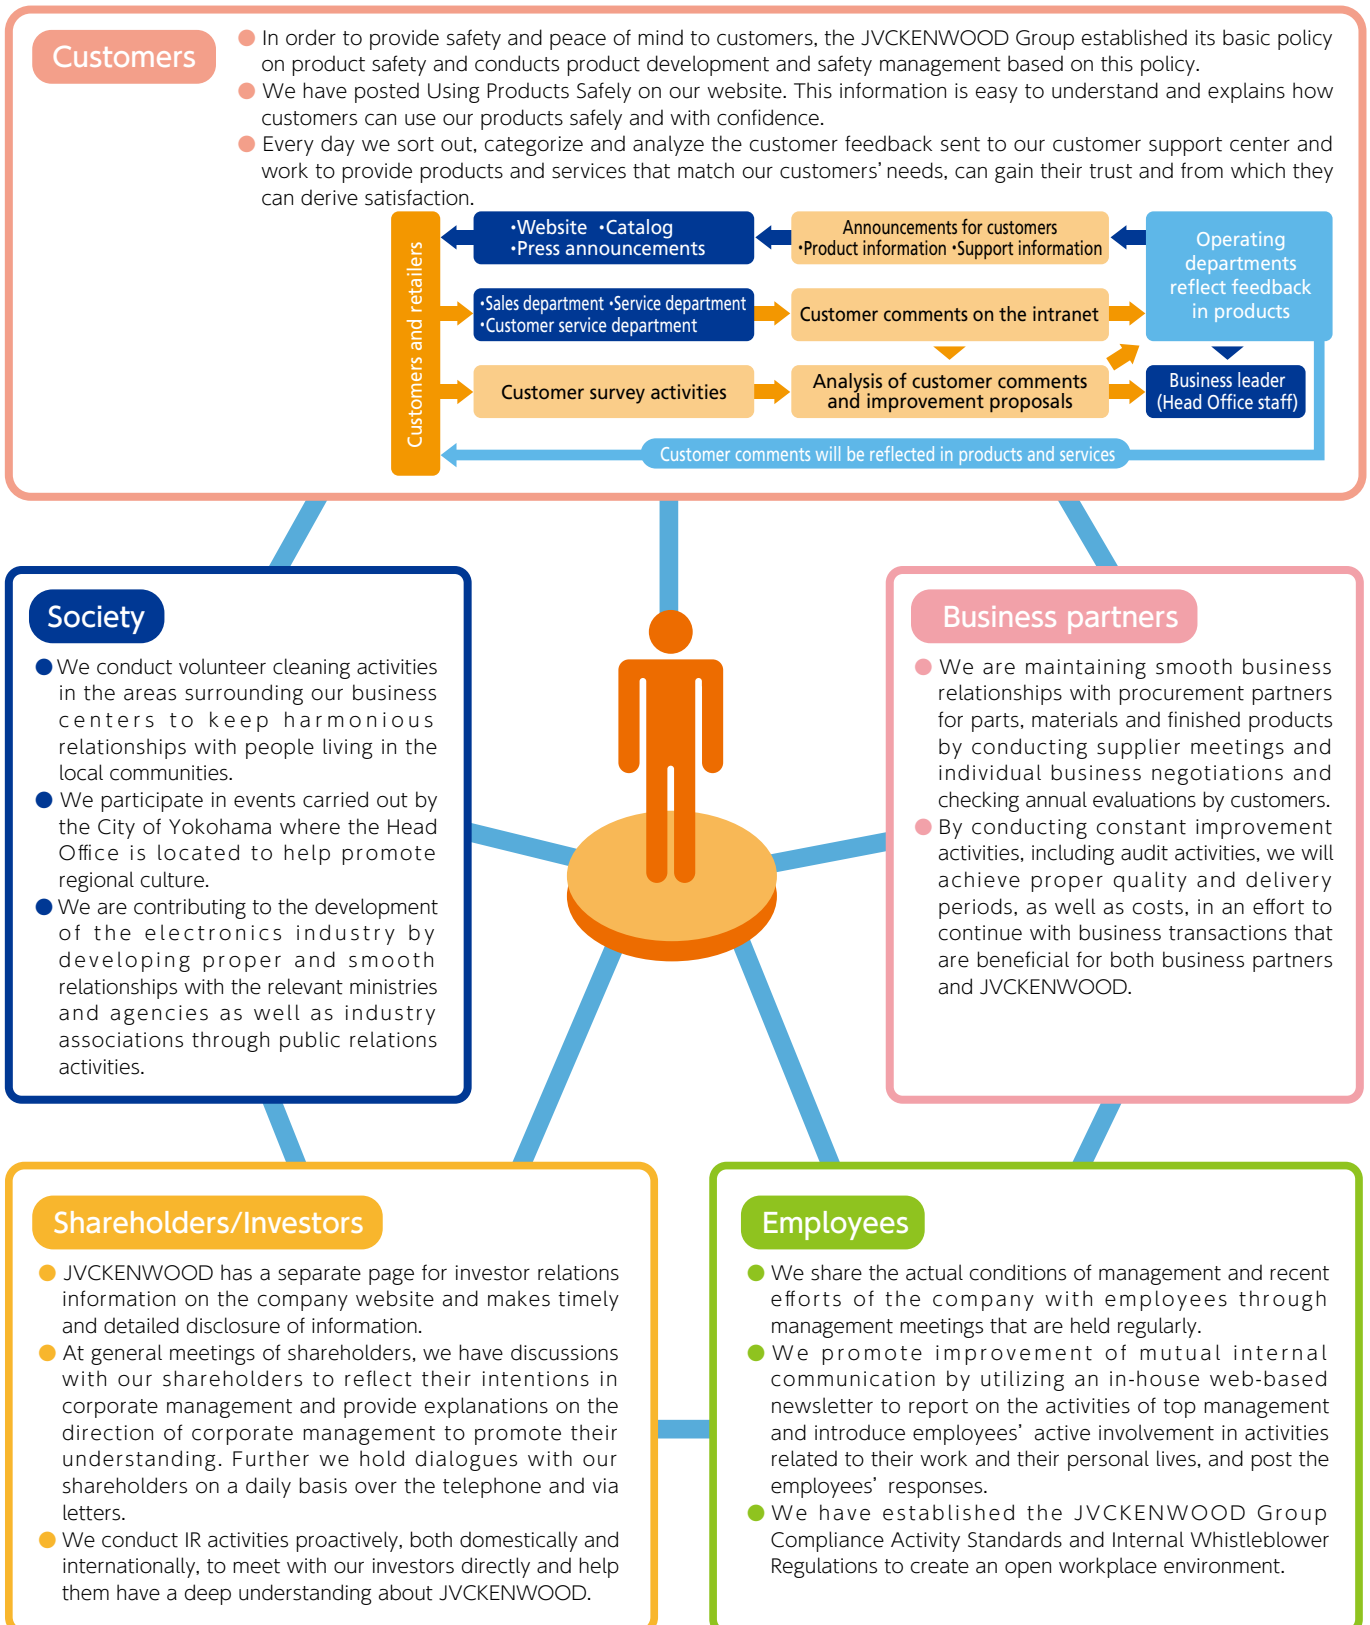 Customers
● In order to provide safety and peace of mind to customers, the JVCKENWOOD Group established its basic policy
on product safety and conducts product development and safety management based on this policy.
● We have posted Using Products Safely on our website. This information is easy to understand and explains how
customers can use our products safely and with confidence.
● Every day we sort out, categorize and analyze the customer feedback sent to our customer support center and
work to provide products and services that match our customers' needs, can gain their trust and from which they
can derive satisfaction.
Customers and retailers
・Website ・Catalog
・Press announcements
Announcements for customers
・Product information ・Support information
Operating
departments
reflect feedback
in products
・Sales department ・Service department
・Customer service department
Customer comments on the intranet
Customer survey activities
Analysis of customer comments
and improvement proposals
Business leader
(Head Office staff)
Customer comments will be reflected in products and services
Society
● We conduct volunteer cleaning activities
in the areas surrounding our business
centers to keep harmonious
relationships with people living in the
local communities.
● We participate in events carried out by
the City of Yokohama where the Head
Office is located to help promote
regional culture.
● We are contributing to the development
of the electronics industry by
developing proper and smooth
relationships with the relevant ministries
and agencies as well as industry
associations through public relations
activities.
Business partners
● We are maintaining smooth business
relationships with procurement partners
for parts, materials and finished products
by conducting supplier meetings and
individual business negotiations and
checking annual evaluations by customers.
● By conducting constant improvement
activities, including audit activities, we will
achieve proper quality and delivery
periods, as well as costs, in an effort to
continue with business transactions that
are beneficial for both business partners
and JVCKENWOOD.
Shareholders/Investors
● JVCKENWOOD has a separate page for investor relations
information on the company website and makes timely
and detailed disclosure of information.
● At general meetings of shareholders, we have discussions
with our shareholders to reflect their intentions in
corporate management and provide explanations on the
direction of corporate management to promote their
understanding. Further we hold dialogues with our
shareholders on a daily basis over the telephone and via
letters.
● We conduct IR activities proactively, both domestically and
internationally, to meet with our investors directly and help
them have a deep understanding about JVCKENWOOD.
Employees
● We share the actual conditions of management and recent
efforts of the company with employees through
management meetings that are held regularly.
● We promote improvement of mutual internal
communication by utilizing an in-house web-based
newsletter to report on the activities of top management
and introduce employees' active involvement in activities
related to their work and their personal lives, and post the
employees' responses.
● We have established the JVCKENWOOD Group
Compliance Activity Standards and Internal Whistleblower
Regulations to create an open workplace environment.